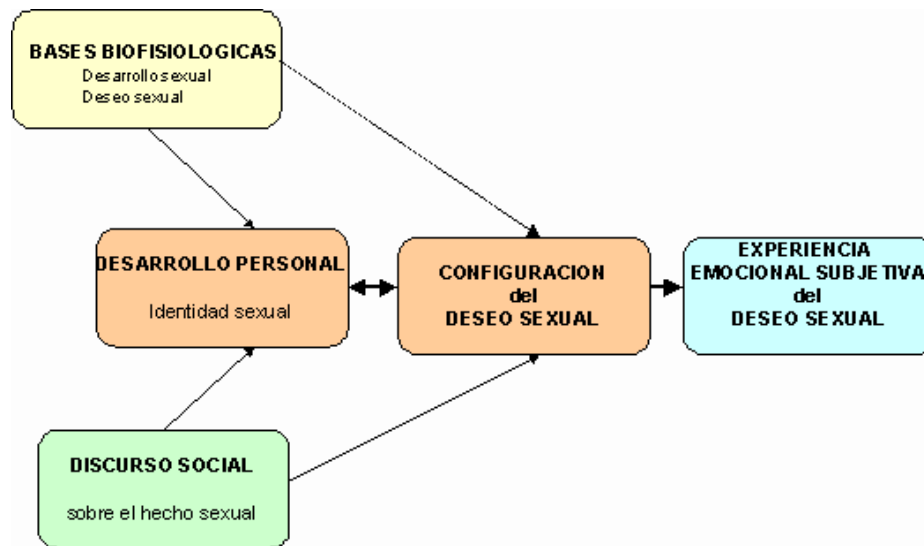 BASES BIOFISIOLOGICAS
Desarrollo sexual
Deseo sexual
DESARROLLO PERSONAL
Identidad sexual
CONFIGURACION
del
DESEO SEXUAL
EXPERIENCIA
EMOCIONAL SUBJETIVA
del
DESEO SEXUAL
DISCURSO SOCIAL
sobre el hecho sexual